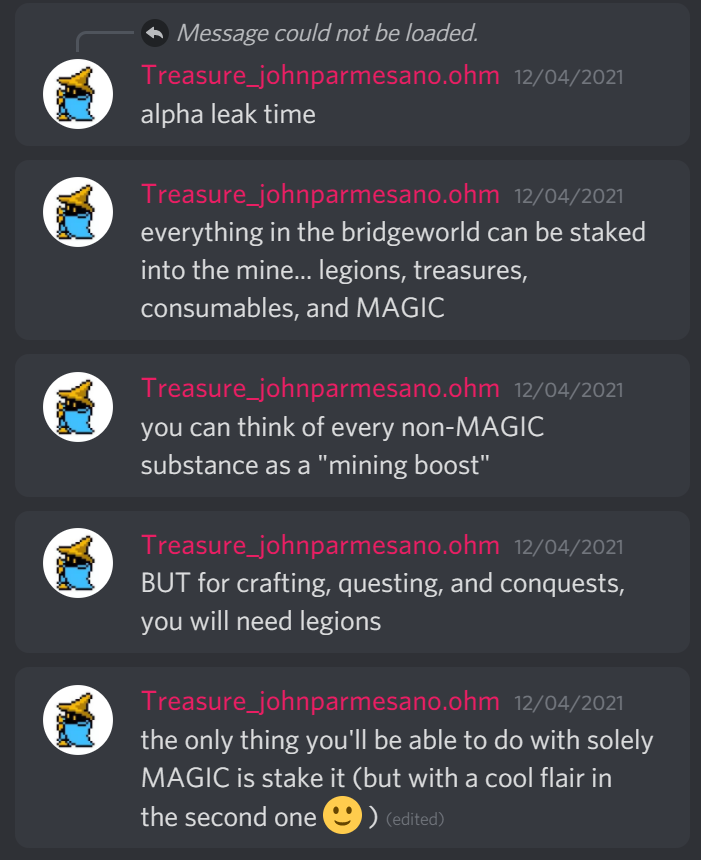 Message could not be loaded.
Treasure_johnparmesano.ohm 12/04/2021
alpha leak time
Treasure_johnparmesano.ohm 12/04/2021
everything in the bridgeworld can be staked
into the mine... legions, treasures,
consumables, and MAGIC
Treasure_johnparmesano.ohm 12/04/2021
you can think of every non-MAGIC
substance as a "mining boost"
Treasure_johnparmesano.ohm 12/04/2021
BUT for crafting, questing, and conquests,
you will need legions
Treasure_johnparmesano.ohm 12/04/2021
the only thing you'll be able to do with solely
MAGIC is stake it (but with a cool flair in
the second one 🙂 ) (edited)